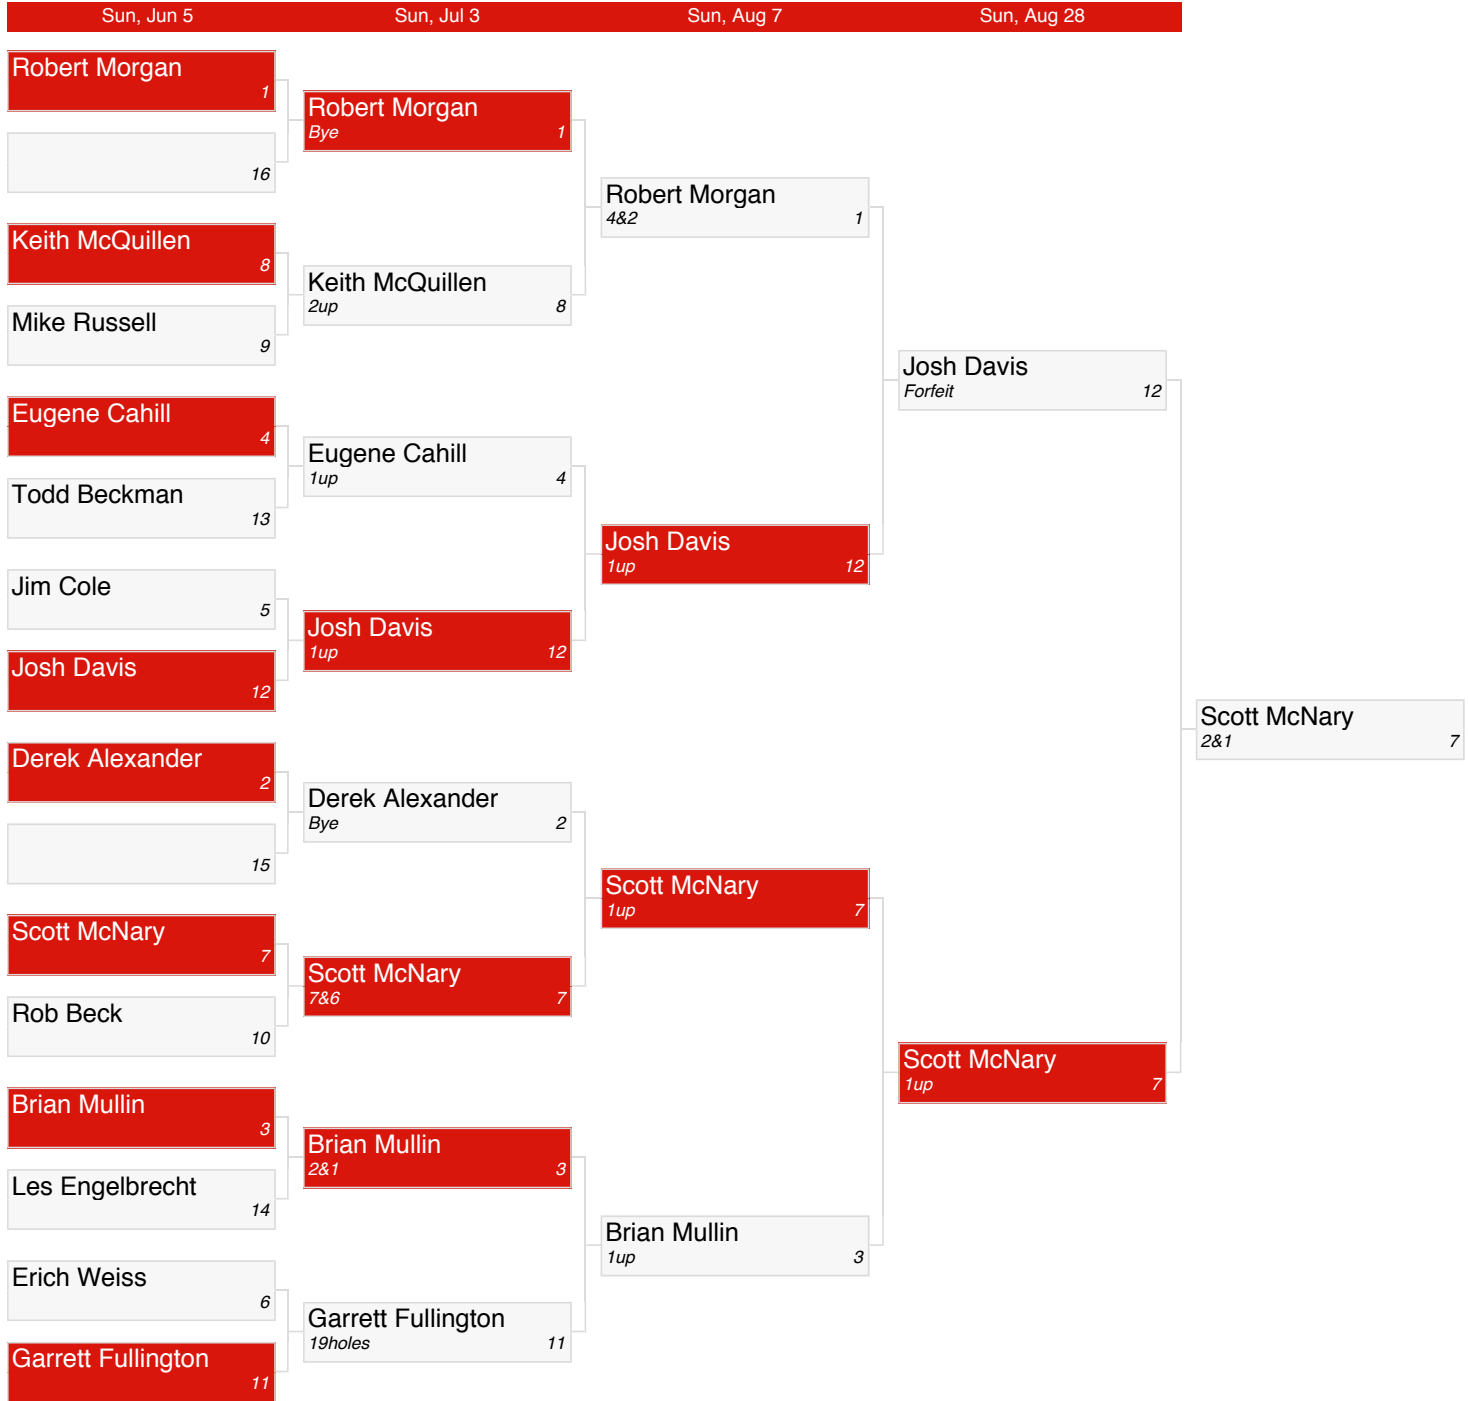 Sun, Jun 5
Sun, Jul 3
Sun, Aug 7
Sun, Aug 28
Robert Morgan
1
16
Keith McQuillen
8
Mike Russell
9
Eugene Cahill
4
Todd Beckman
13
Jim Cole
5
Josh Davis
12
Derek Alexander
2
15
Scott McNary
7
Rob Beck
10
Brian Mullin
3
Les Engelbrecht
14
Erich Weiss
6
Garrett Fullington
11
Robert Morgan
Bye 1
Keith McQuillen
2up 8
Eugene Cahill
1up 4
Josh Davis
1up 12
Derek Alexander
Bye 2
Scott McNary
7&6 7
Brian Mullin
2&1 3
Garrett Fullington
19holes 11
Robert Morgan
4&2 1
Josh Davis
1up 12
Scott McNary
1up 7
Brian Mullin
1up 3
Josh Davis
Forfeit 12
Scott McNary
1up 7
Scott McNary
2&1 7